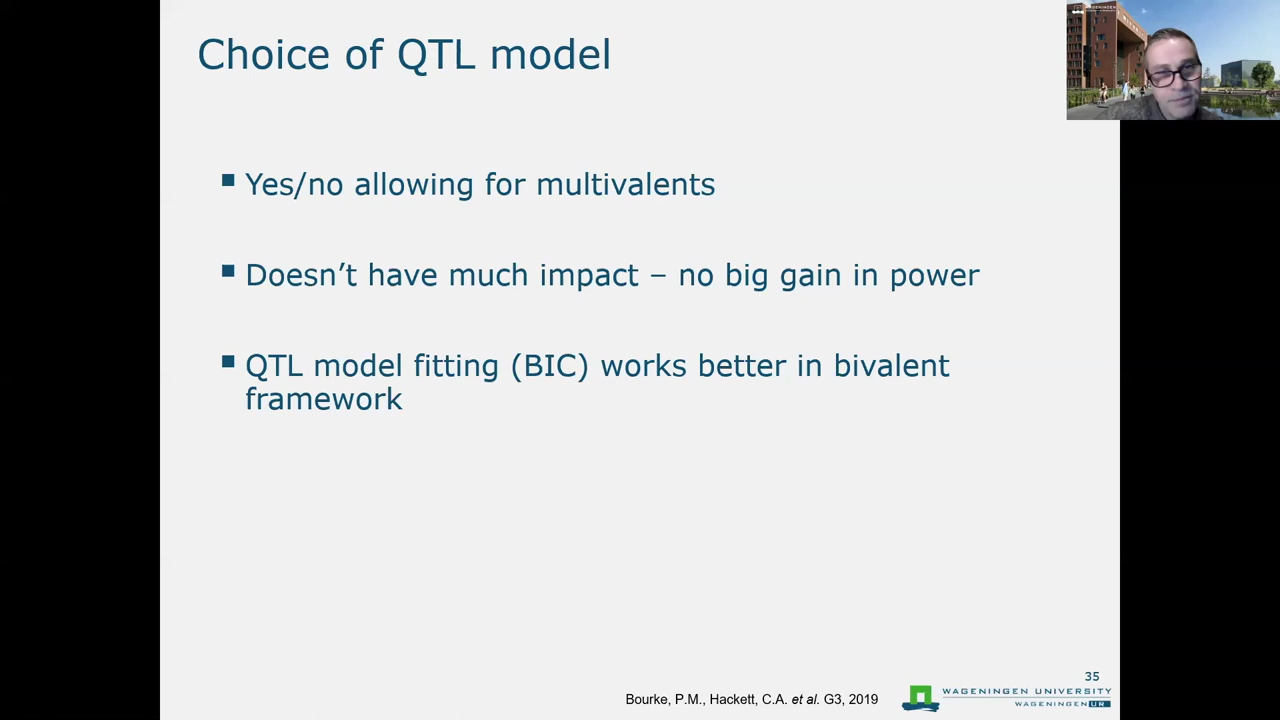 Choice of QTL model
WAGENINGEN
Yes/no allowing for multivalents
Doesn’t have much impact – no big gain in power
QTL model fitting (BIC) works better in bivalent
framework
35
Bourke, P.M., Hackett, C.A. et al. G3, 2019
WAGENINGEN UNIVERSITY
WAGENINGEN UR